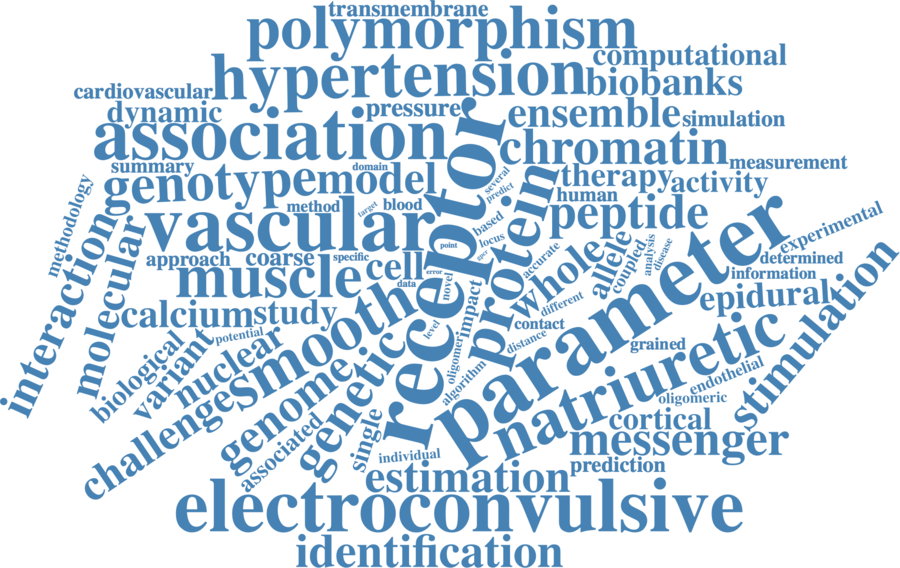 transmembrane
polymorphism
computational
hypertension
biobanks
cardiovascular
dynamic
pressure
ensemble
simulation
association
receptor
chromatin
measurement
summary
domain
several
predict
therapy
activity
genotype
model
human
methodology
method
target
blood
protein
peptide
vascular
based
locus
point
new
accurate
whole
allele
coupled
analysis
disease
parameter
experimental
interaction
molecular
approach
coarse
specific
cell
error
data
novel
determined
information
muscle
smooth
impact
different
epidural
stimulation
calcium
study
level
contact
distance
grained
potential
biological
variant
nuclear
oligomer
algorithm
natriuretic
endothelial
oligomeric
challenge
genome
genetic
associated
single
individual
cortical
messenger
estimation
prediction
electroconvulsive
identification